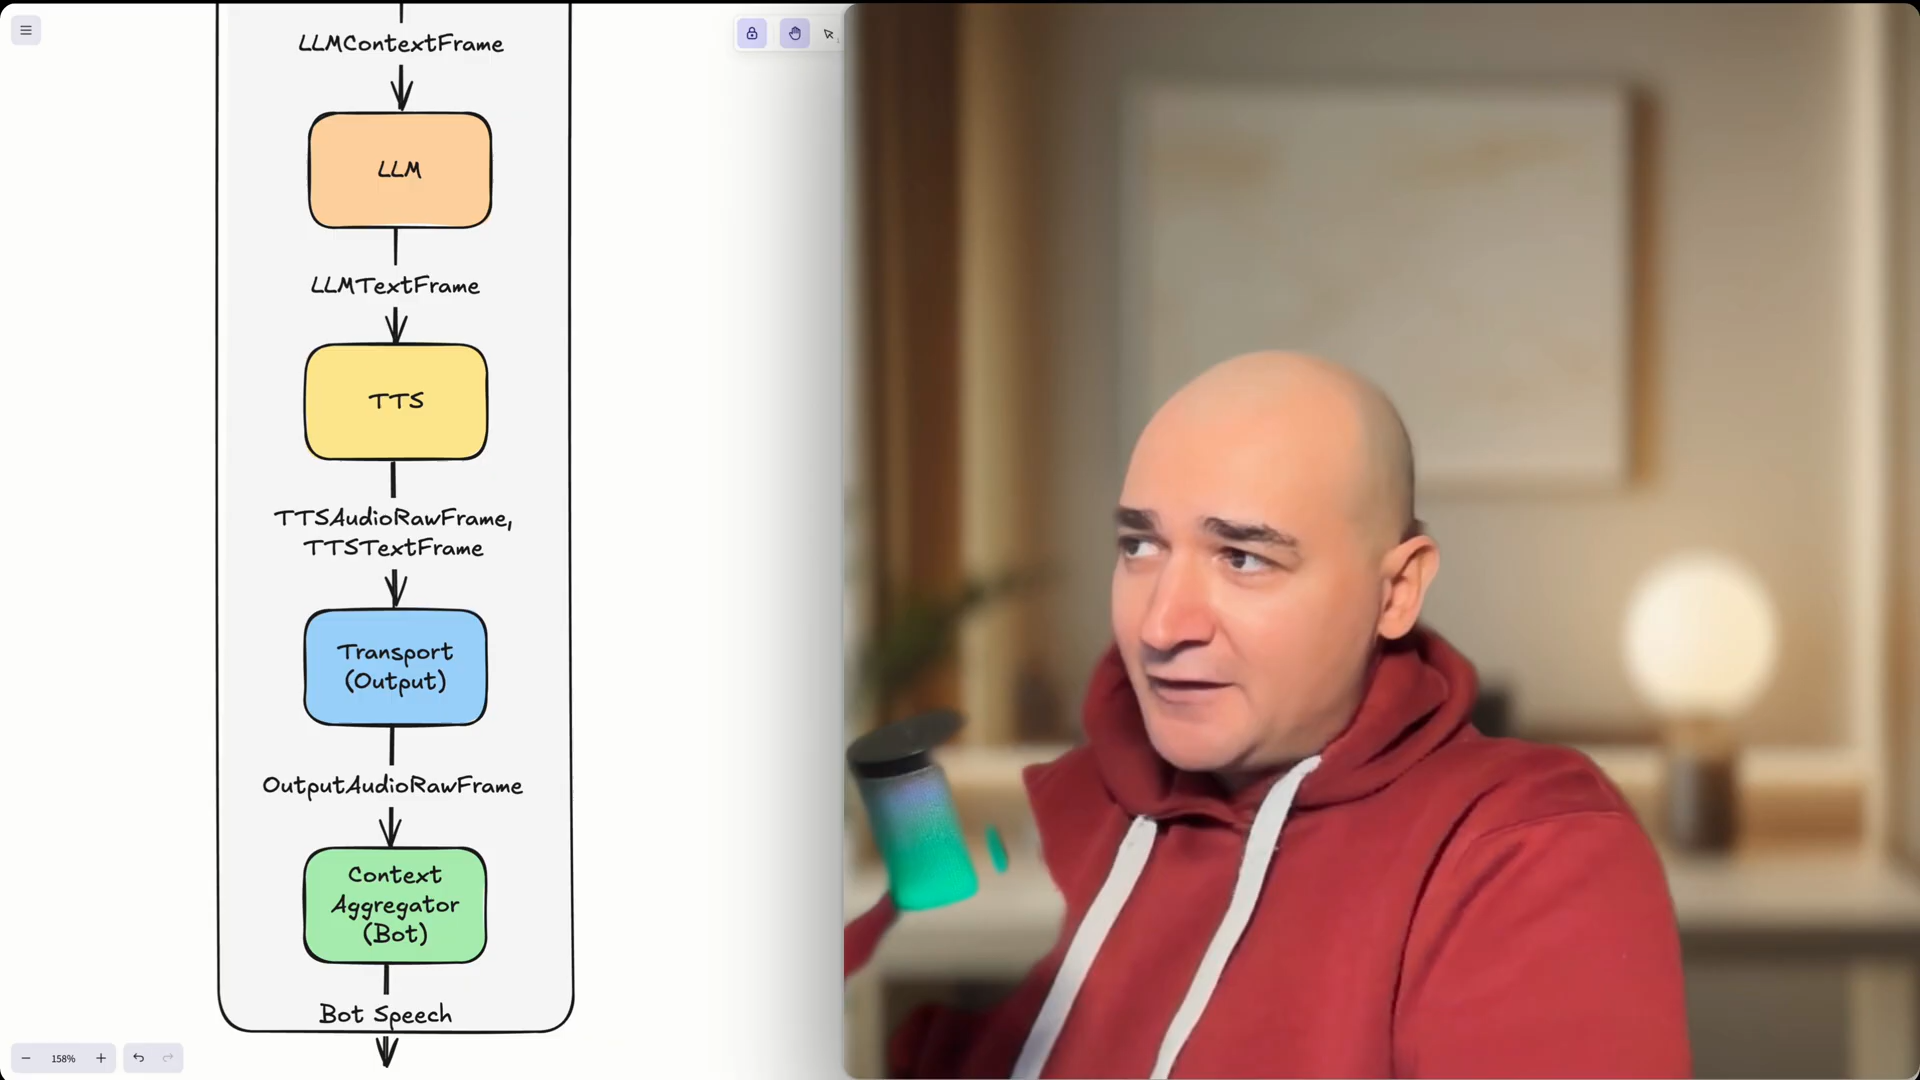 LLMContextFrame
LLM
LLMTextFrame
TTS
TTSAudioRawFrame,
TTSTextFrame
Transport
(Output)
OutputAudioRawFrame
Context
Aggregator
(Bot)
Bot Speech
158%